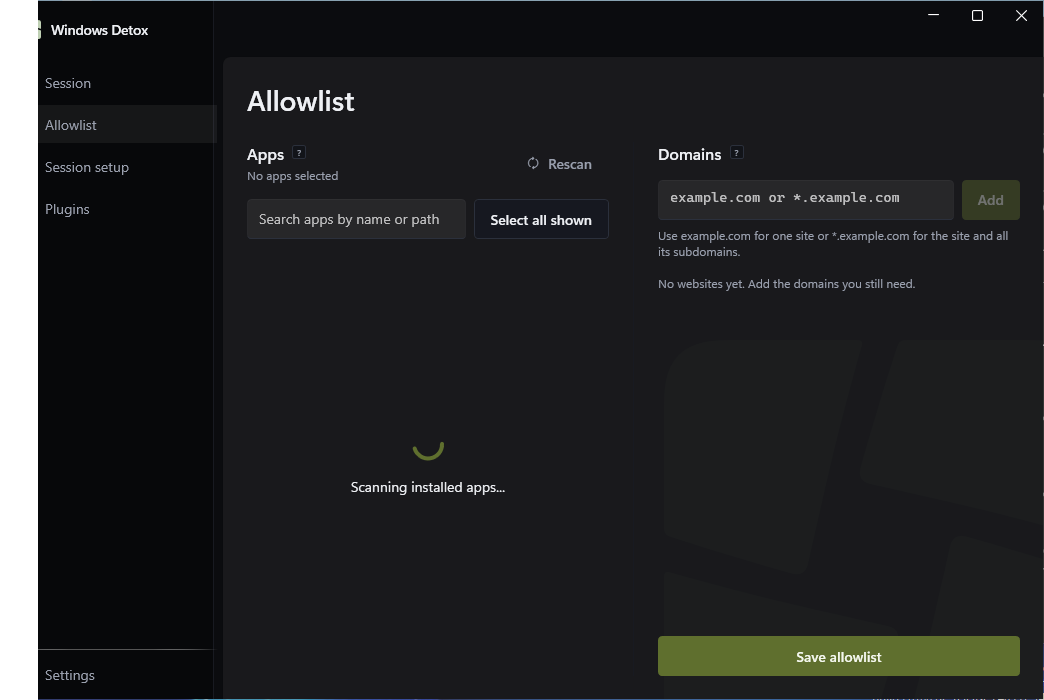 Windows Detox
Session
Allowlist
Session setup
Plugins
Settings
Allowlist
Apps ?
No apps selected
Rescan
Search apps by name or path
Select all shown
Scanning installed apps...
Domains ?
example.com or *.example.com
Add
Use example.com for one site or *.example.com for the site and all
its subdomains.
No websites yet. Add the domains you still need.
Save allowlist